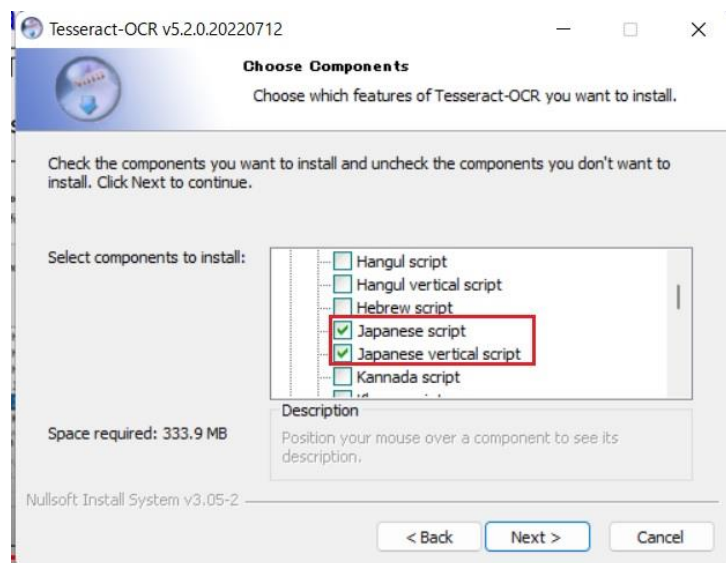 Tesseract-OCR v5.2.0.20220712
Choose Components
Choose which features of Tesseract-OCR you want to install.
Check the components you want to install and uncheck the components you don't want to
install. Click Next to continue.
Select components to install:
Hangul script
Hangul vertical script
Hebrew script
Japanese script
Japanese vertical script
Kannada script
Description
Space required: 333.9 MB
Position your mouse over a component to see its
description.
Nullsoft Install System v3.05-2
< Back
Next >
Cancel